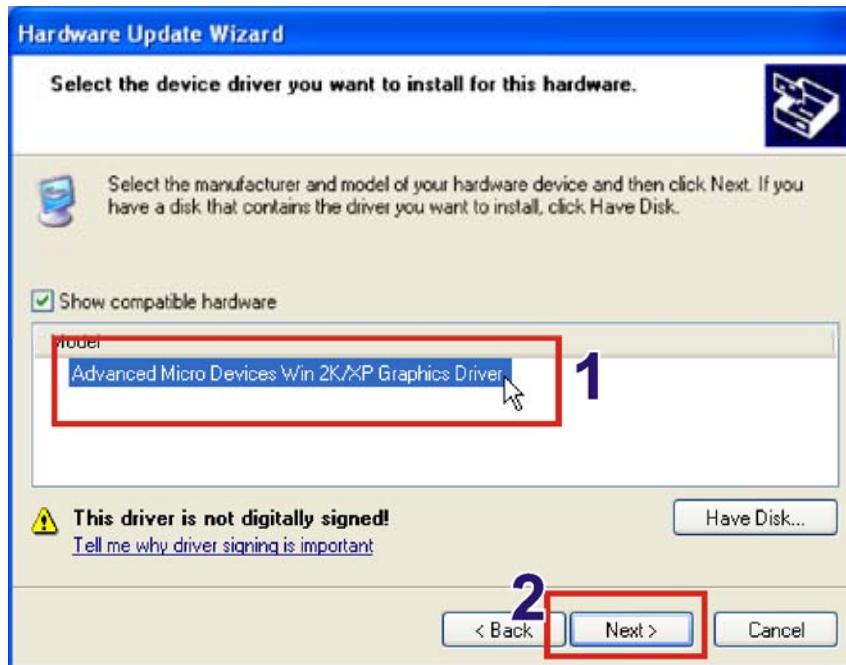 Hardware Update Wizard
Select the device driver you want to install for this hardware.
Select the manufacturer and model of your hardware device and then click Next. If you
have a disk that contains the driver you want to install, click Have Disk.
Show compatible hardware
Model
Advanced Micro Devices Win 2K/XP Graphics Driver
1
This driver is not digitally signed!
Have Disk...
Tell me why driver signing is important
2
< Back
Next >
Cancel